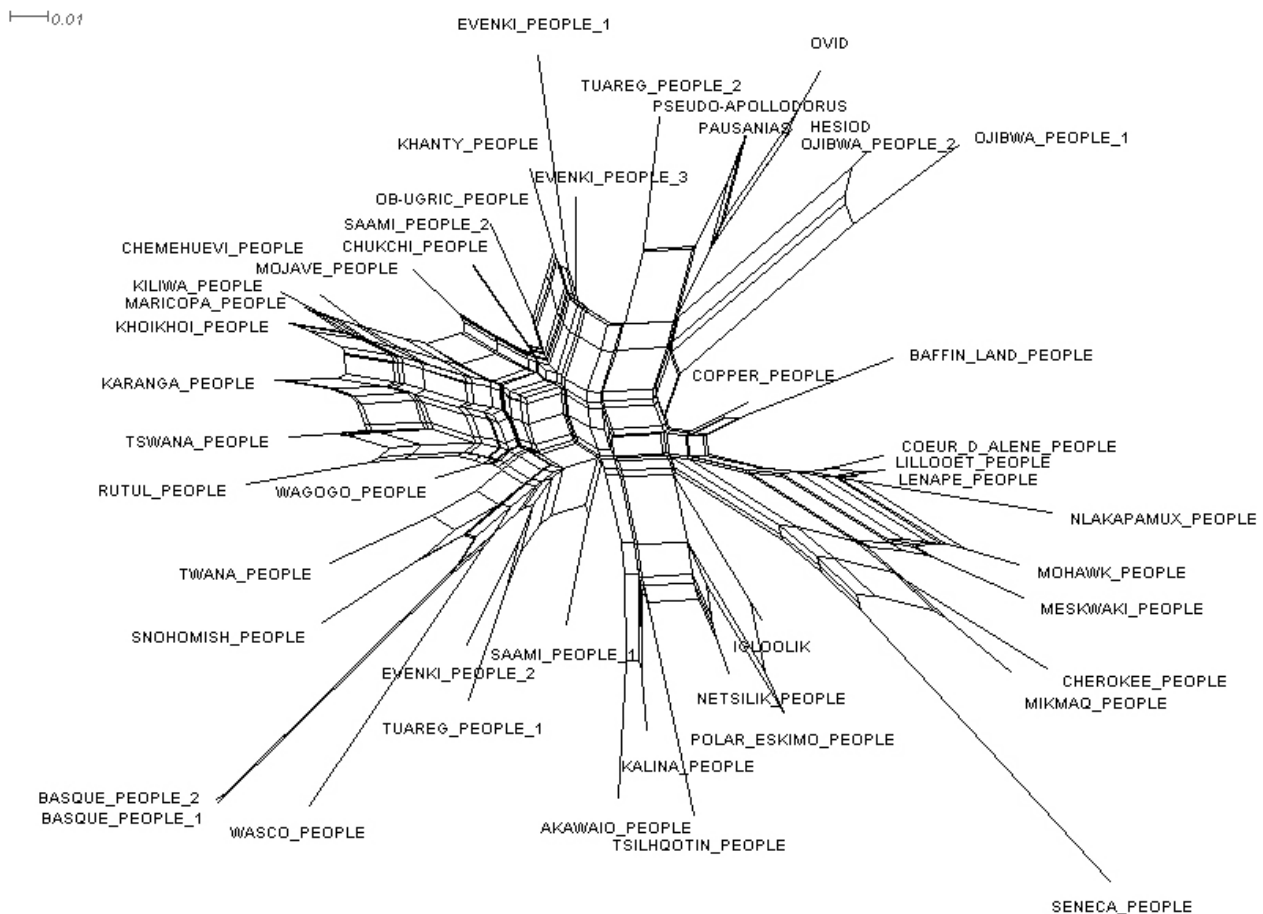 0.01
EVENKI_PEOPLE_1
OVID
TUAREG_PEOPLE_2
PSEUDO-APOLLODORUS
PAUSANIAS
HESIOD
OJIBWA_PEOPLE_2
OJIBWA_PEOPLE_1
KHANTY_PEOPLE
EVENKI_PEOPLE_3
OB-UGRIC_PEOPLE
SAAMI_PEOPLE_2
CHUKCHI_PEOPLE
CHEMEHUEVI_PEOPLE
MOJAVE_PEOPLE
KILIWA_PEOPLE
MARICOPA_PEOPLE
KHOIKHOI_PEOPLE
BAFFIN_LAND_PEOPLE
COPPER_PEOPLE
KARANGA_PEOPLE
TSWANA_PEOPLE
COEUR_D_ALENE_PEOPLE
LILLOOET_PEOPLE
LENAPE_PEOPLE
RUTUL_PEOPLE
WAGOGO_PEOPLE
NLAKAPAMUX_PEOPLE
TWANA_PEOPLE
MOHAWK_PEOPLE
MESKWAKI_PEOPLE
SNOHOMISH_PEOPLE
SAAMI_PEOPLE_1
IGLOOLIK
EVENKI_PEOPLE_2
CHEROKEE_PEOPLE
NETSILIK_PEOPLE
MIKMAQ_PEOPLE
TUAREG_PEOPLE_1
POLAR_ESKIMO_PEOPLE
KALINA_PEOPLE
BASQUE_PEOPLE_2
BASQUE_PEOPLE_1
WASCO_PEOPLE
AKAWAIO_PEOPLE
TSILHQOTIN_PEOPLE
SENECA_PEOPLE